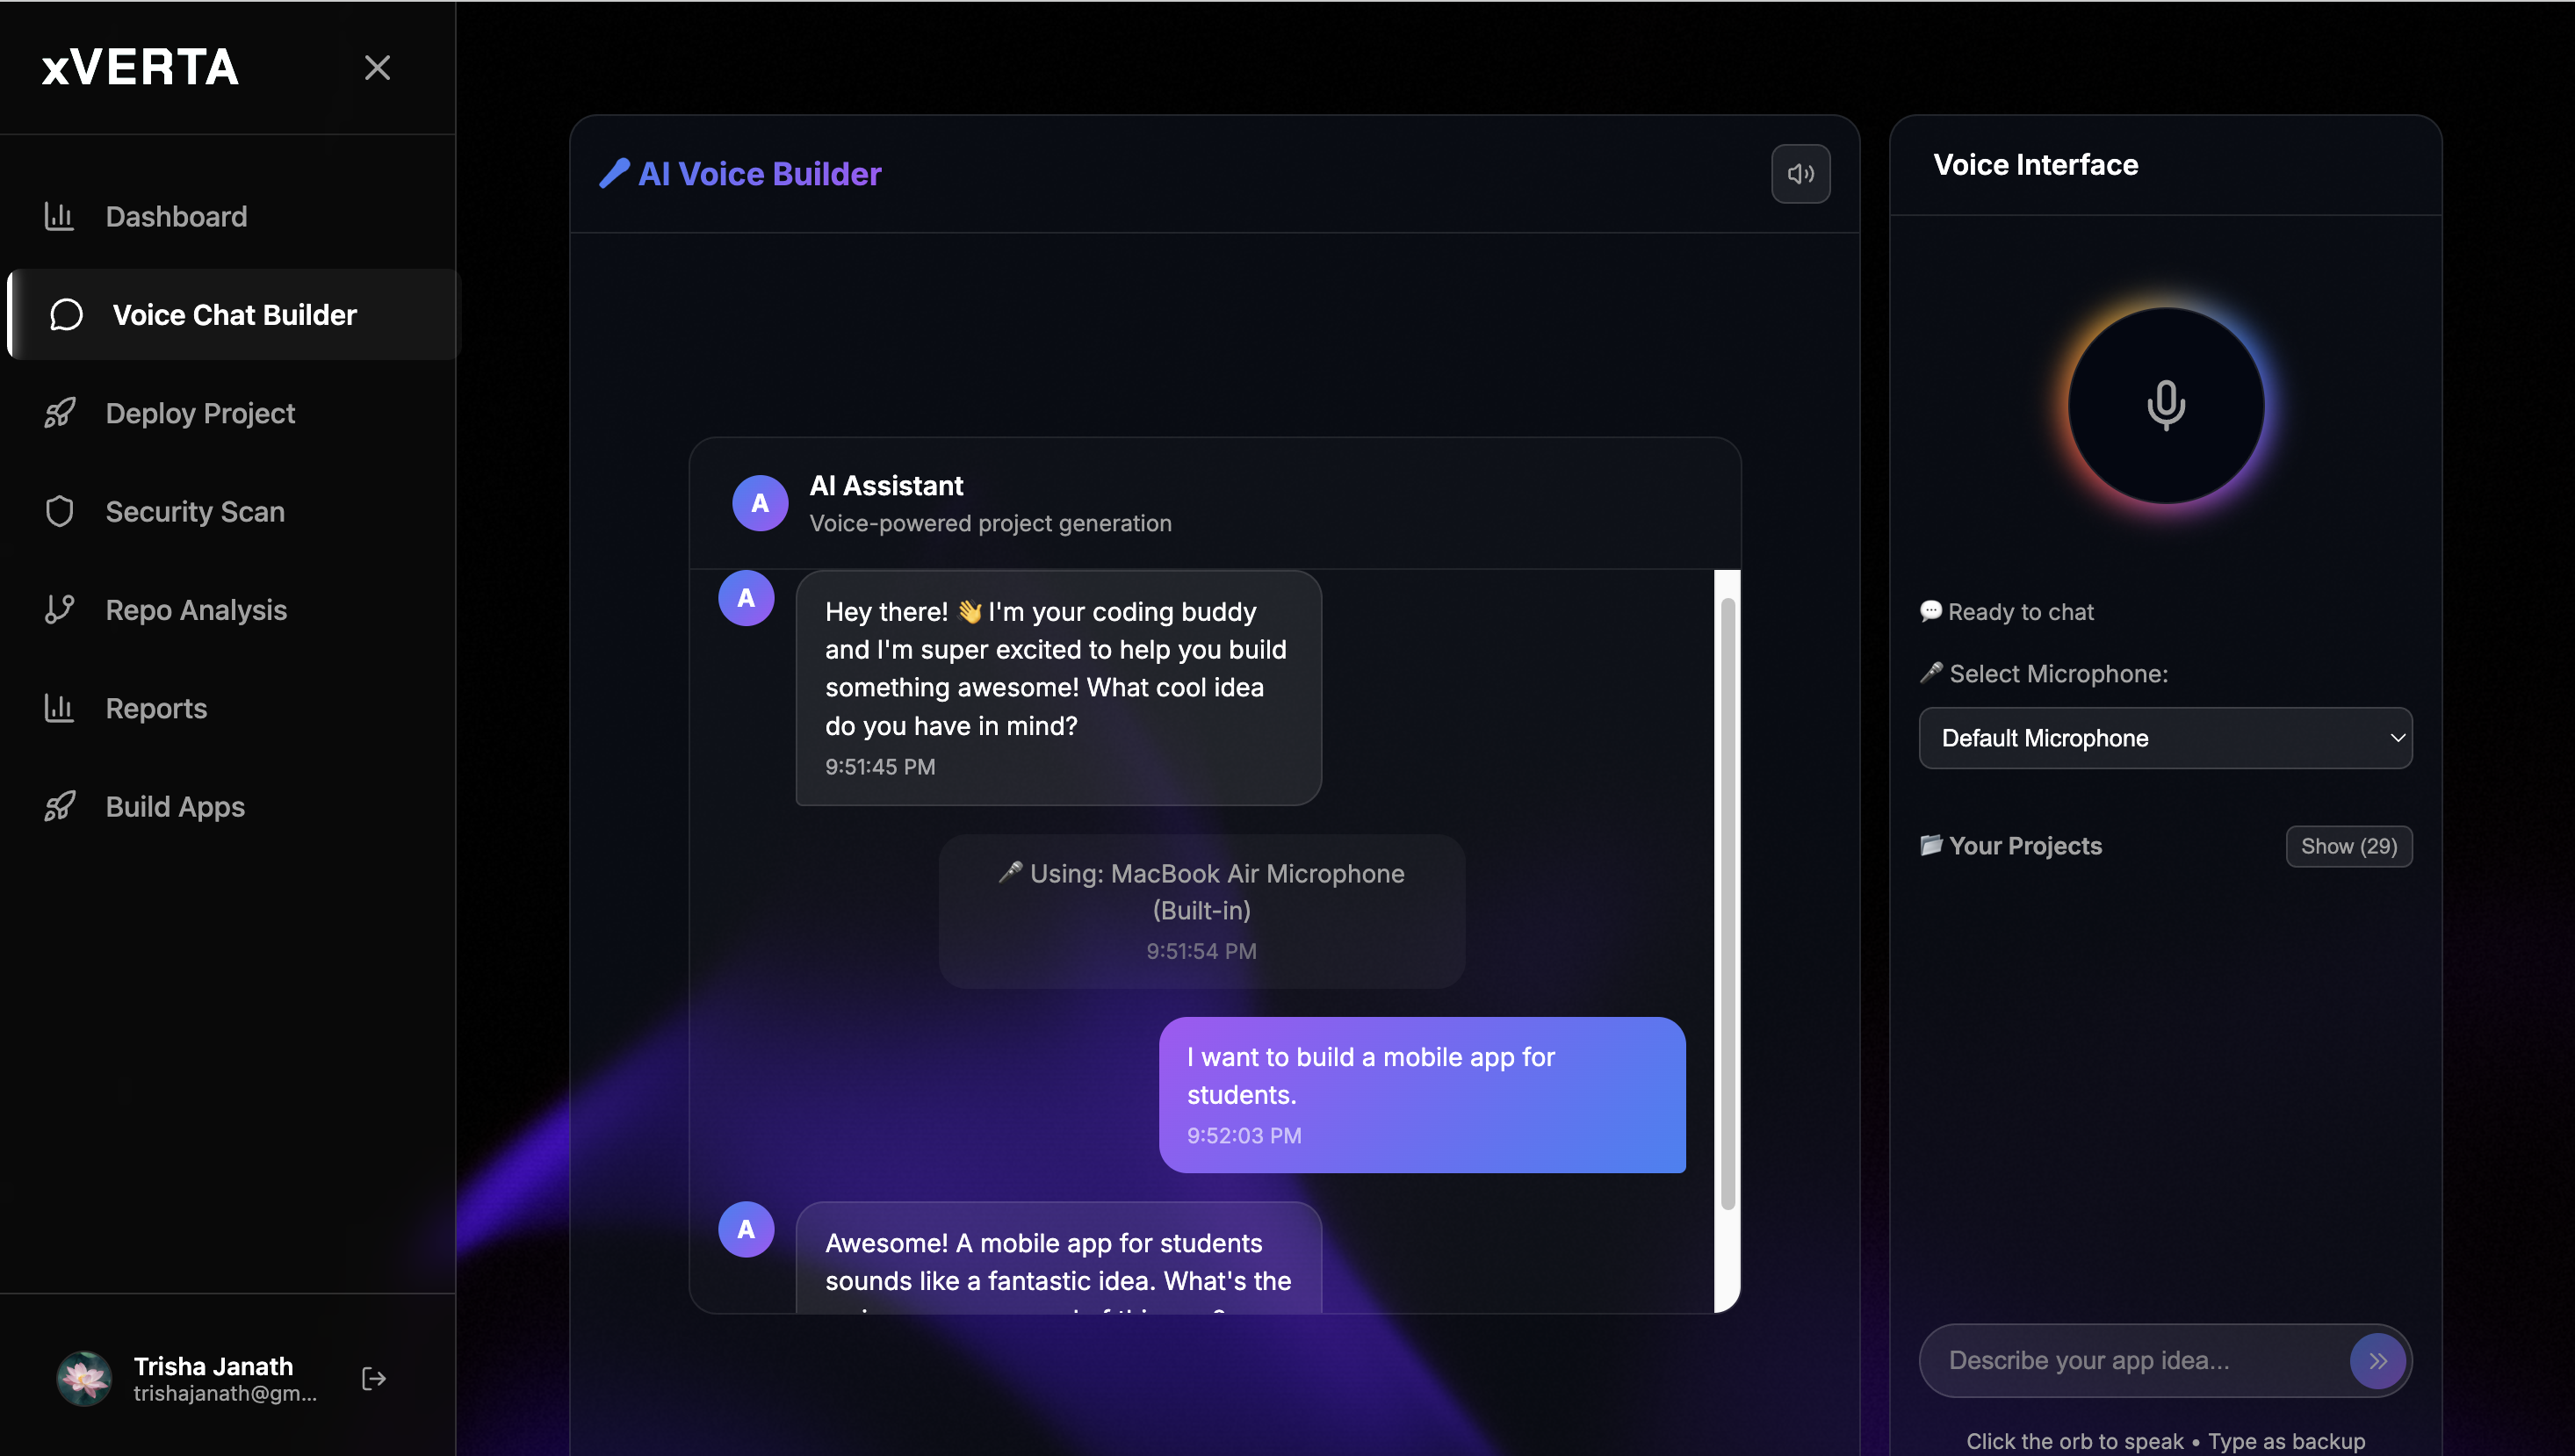 xVERTA
Dashboard
Voice Chat Builder
Deploy Project
Security Scan
Repo Analysis
Reports
Build Apps
Trisha Janath
trishajanath@gm...
AI Voice Builder
A
AI Assistant
Voice-powered project generation
A
Hey there! 👋 I'm your coding buddy
and I'm super excited to help you build
something awesome! What cool idea
do you have in mind?
9:51:45 PM
🎤 Using: MacBook Air Microphone
(Built-in)
9:51:54 PM
I want to build a mobile app for
students.
9:52:03 PM
A
Awesome! A mobile app for students
sounds like a fantastic idea. What's the
Voice Interface
💬 Ready to chat
🎤 Select Microphone:
Default Microphone
📂 Your Projects
Show (29)
Describe your app idea...
Click the orb to speak • Type as backup